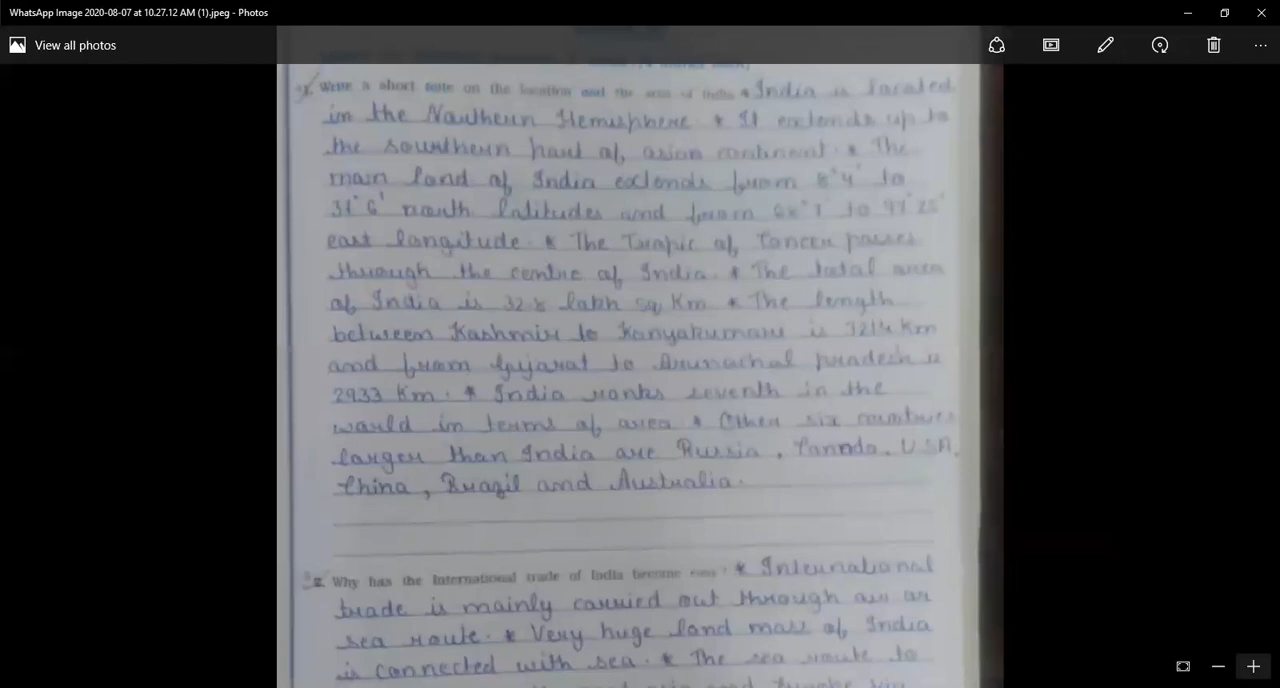 WhatsApp Image 2020-08-07 at 10.27.12 AM (1).jpeg - Photos
View all photos
Write a short note on the location and the area of India * India is located
in the Nauthern Hemisphere * It extends up to
the sourthern part of asian continent * The
main land of India extends from 8°4' to
37°6' north latitudes and from 68°7' to 97°25'
east longitude * The Tropic of Cancer passes
through the centre of India * The total area
of India is 32.8 lakh sq Km * The length
between Kashmir to Kanyakumari is 3214 Km
and from Gujarat to Arunachal pradesh is
2933 Km. * India ranks seventh in the
world in terms of area * Other six countries
larger than India are Russia, Cannda, USA,
China, Brazil and Australia.
2. Why has the International trade of India become easy * International
trade is mainly carried out through air or
sea route. * Very huge land mass of India
is connected with sea. * The sea route to